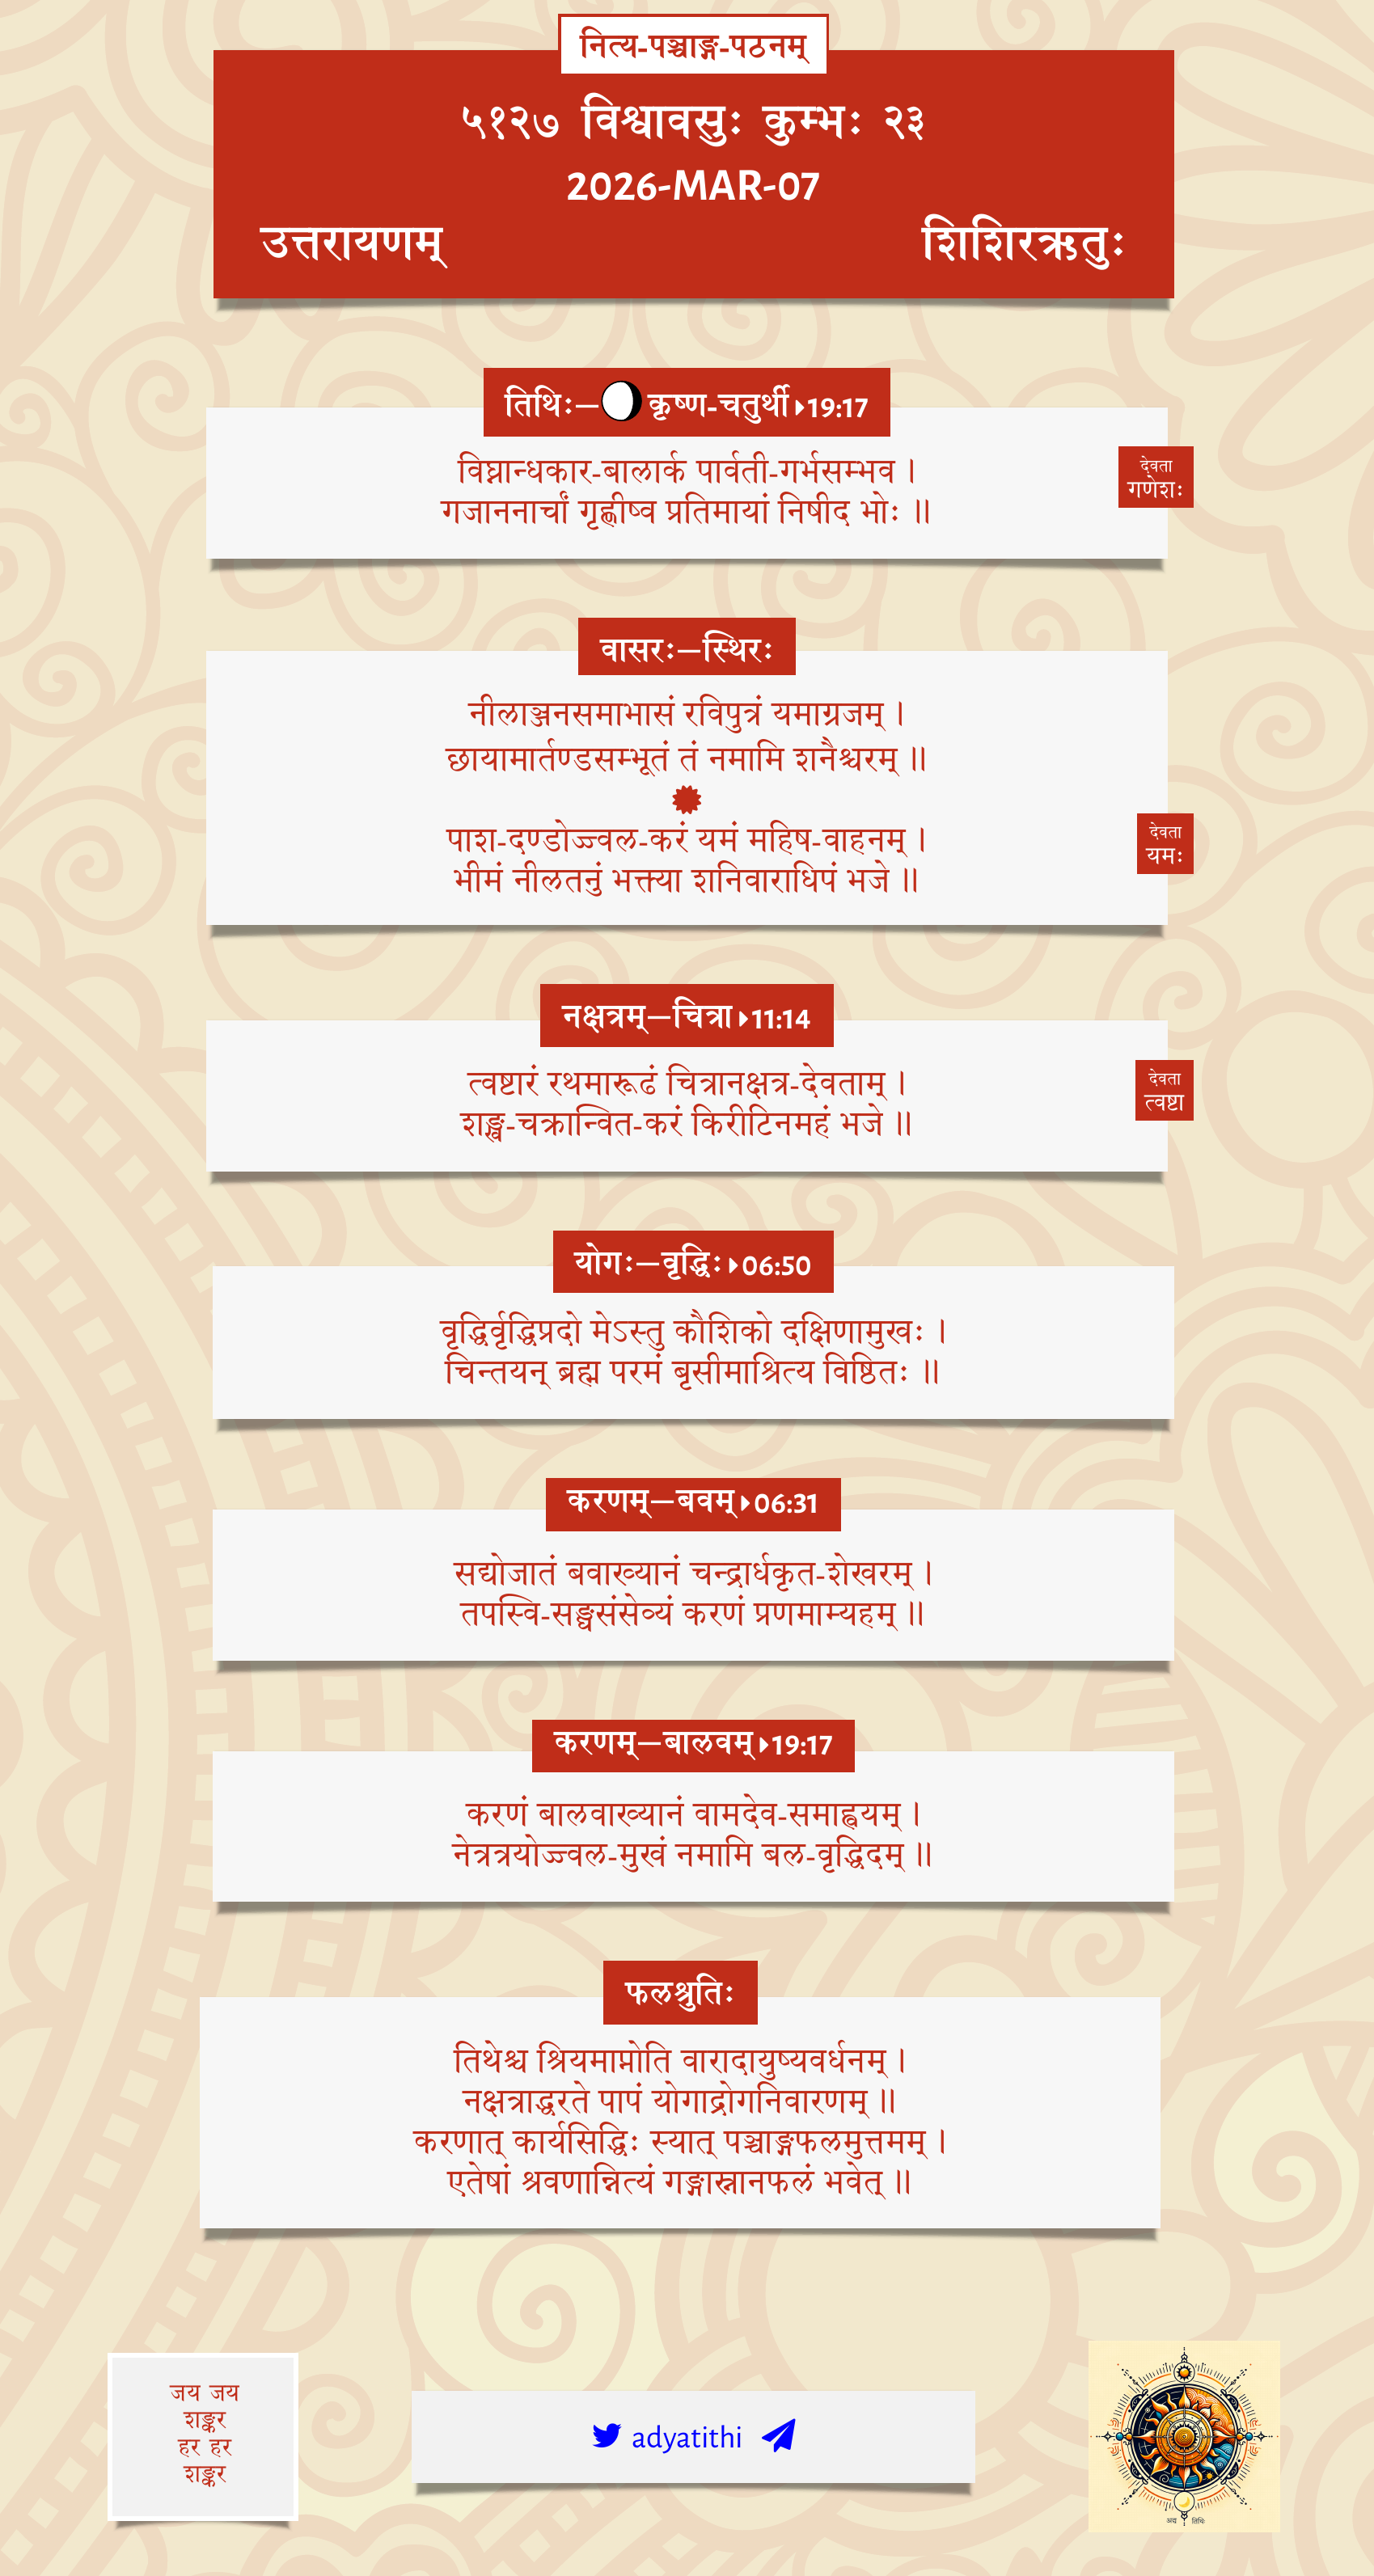 नित्य-पञ्चाङ्ग-पठनम्
५१२७ विश्वावसुः कुम्भः २३
2026-MAR-07
उत्तरायणम् शिशिरऋतुः
तिथिः—कृष्ण-चतुर्थी 19:17
विघ्नान्धकार-बालार्क पार्वती-गर्भसम्भव ।
गजाननार्चां गृह्णीष्व प्रतिमायां निषीद भोः ॥
देवता
गणेशः
वासरः—स्थिरः
नीलाञ्जनसमाभासं रविपुत्रं यमाग्रजम् ।
छायामार्तण्डसम्भूतं तं नमामि शनैश्चरम् ॥
पाश-दण्डोज्ज्वल-करं यमं महिष-वाहनम् ।
भीमं नीलतनुं भक्त्या शनिवाराधिपं भजे ॥
देवता
यमः
नक्षत्रम्—चित्रा 11:14
त्वष्टारं रथमारूढं चित्रानक्षत्र-देवताम् ।
शङ्ख-चक्रान्वित-करं किरीटिनमहं भजे ॥
देवता
त्वष्टा
योगः—वृद्धिः 06:50
वृद्धिर्वृद्धिप्रदो मेऽस्तु कौशिको दक्षिणामुखः ।
चिन्तयन् ब्रह्म परमं बृसीमाश्रित्य विष्ठितः ॥
करणम्—बवम् 06:31
सद्योजातं बवाख्यानं चन्द्रार्धकृत-शेखरम् ।
तपस्वि-सङ्घसंसेव्यं करणं प्रणमाम्यहम् ॥
करणम्—बालवम् 19:17
करणं बालवाख्यानं वामदेव-समाह्वयम् ।
नेत्रत्रयोज्ज्वल-मुखं नमामि बल-वृद्धिदम् ॥
फलश्रुतिः
तिथेश्च श्रियमाप्नोति वारादायुष्यवर्धनम् ।
नक्षत्राद्धरते पापं योगाद्रोगनिवारणम् ॥
करणात् कार्यसिद्धिः स्यात् पञ्चाङ्गफलमुत्तमम् ।
एतेषां श्रवणान्नित्यं गङ्गास्नानफलं भवेत् ॥
जय जय
शङ्कर
हर हर
शङ्कर
adyatithi
अद्य तिथिः